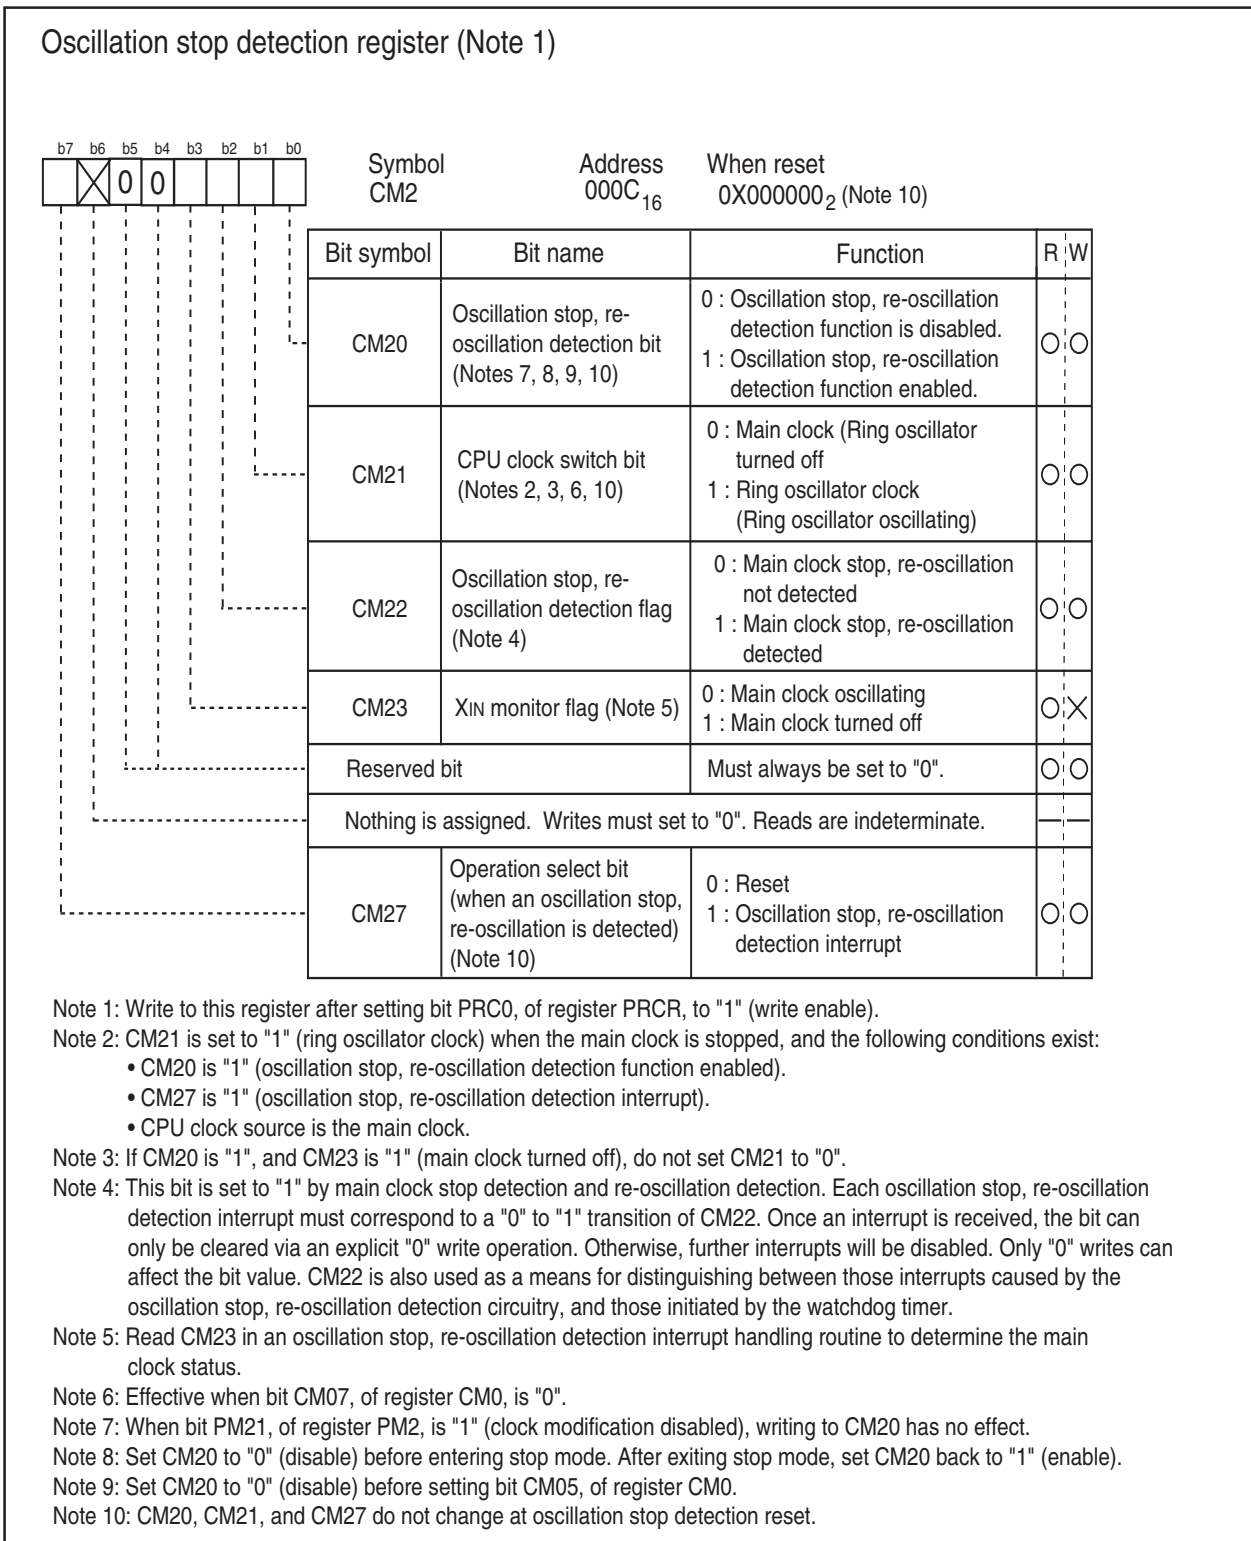 Oscillation stop detection register (Note 1)
b7 b6 b5 b4 b3 b2 b1 b0
0 0
Symbol Address When reset
CM2 000C16 0X0000002 (Note 10)
Bit symbol Bit name Function R W
CM20
Oscillation stop, re-
oscillation detection bit
(Notes 7, 8, 9, 10)
0 : Oscillation stop, re-oscillation
detection function is disabled.
1 : Oscillation stop, re-oscillation
detection function enabled.
CM21
CPU clock switch bit
(Notes 2, 3, 6, 10)
0 : Main clock (Ring oscillator
turned off
1 : Ring oscillator clock
(Ring oscillator oscillating)
CM22
Oscillation stop, re-
oscillation detection flag
(Note 4)
0 : Main clock stop, re-oscillation
not detected
1 : Main clock stop, re-oscillation
detected
CM23
XIN monitor flag (Note 5)
0 : Main clock oscillating
1 : Main clock turned off
Reserved bit
Must always be set to "0".
Nothing is assigned. Writes must set to "0". Reads are indeterminate.
CM27
Operation select bit
(when an oscillation stop,
re-oscillation is detected)
(Note 10)
0 : Reset
1 : Oscillation stop, re-oscillation
detection interrupt
Note 1: Write to this register after setting bit PRC0, of register PRCR, to "1" (write enable).
Note 2: CM21 is set to "1" (ring oscillator clock) when the main clock is stopped, and the following conditions exist:
• CM20 is "1" (oscillation stop, re-oscillation detection function enabled).
• CM27 is "1" (oscillation stop, re-oscillation detection interrupt).
• CPU clock source is the main clock.
Note 3: If CM20 is "1", and CM23 is "1" (main clock turned off), do not set CM21 to "0".
Note 4: This bit is set to "1" by main clock stop detection and re-oscillation detection. Each oscillation stop, re-oscillation
detection interrupt must correspond to a "0" to "1" transition of CM22. Once an interrupt is received, the bit can
only be cleared via an explicit "0" write operation. Otherwise, further interrupts will be disabled. Only "0" writes can
affect the bit value. CM22 is also used as a means for distinguishing between those interrupts caused by the
oscillation stop, re-oscillation detection circuitry, and those initiated by the watchdog timer.
Note 5: Read CM23 in an oscillation stop, re-oscillation detection interrupt handling routine to determine the main
clock status.
Note 6: Effective when bit CM07, of register CM0, is "0".
Note 7: When bit PM21, of register PM2, is "1" (clock modification disabled), writing to CM20 has no effect.
Note 8: Set CM20 to "0" (disable) before entering stop mode. After exiting stop mode, set CM20 back to "1" (enable).
Note 9: Set CM20 to "0" (disable) before setting bit CM05, of register CM0.
Note 10: CM20, CM21, and CM27 do not change at oscillation stop detection reset.